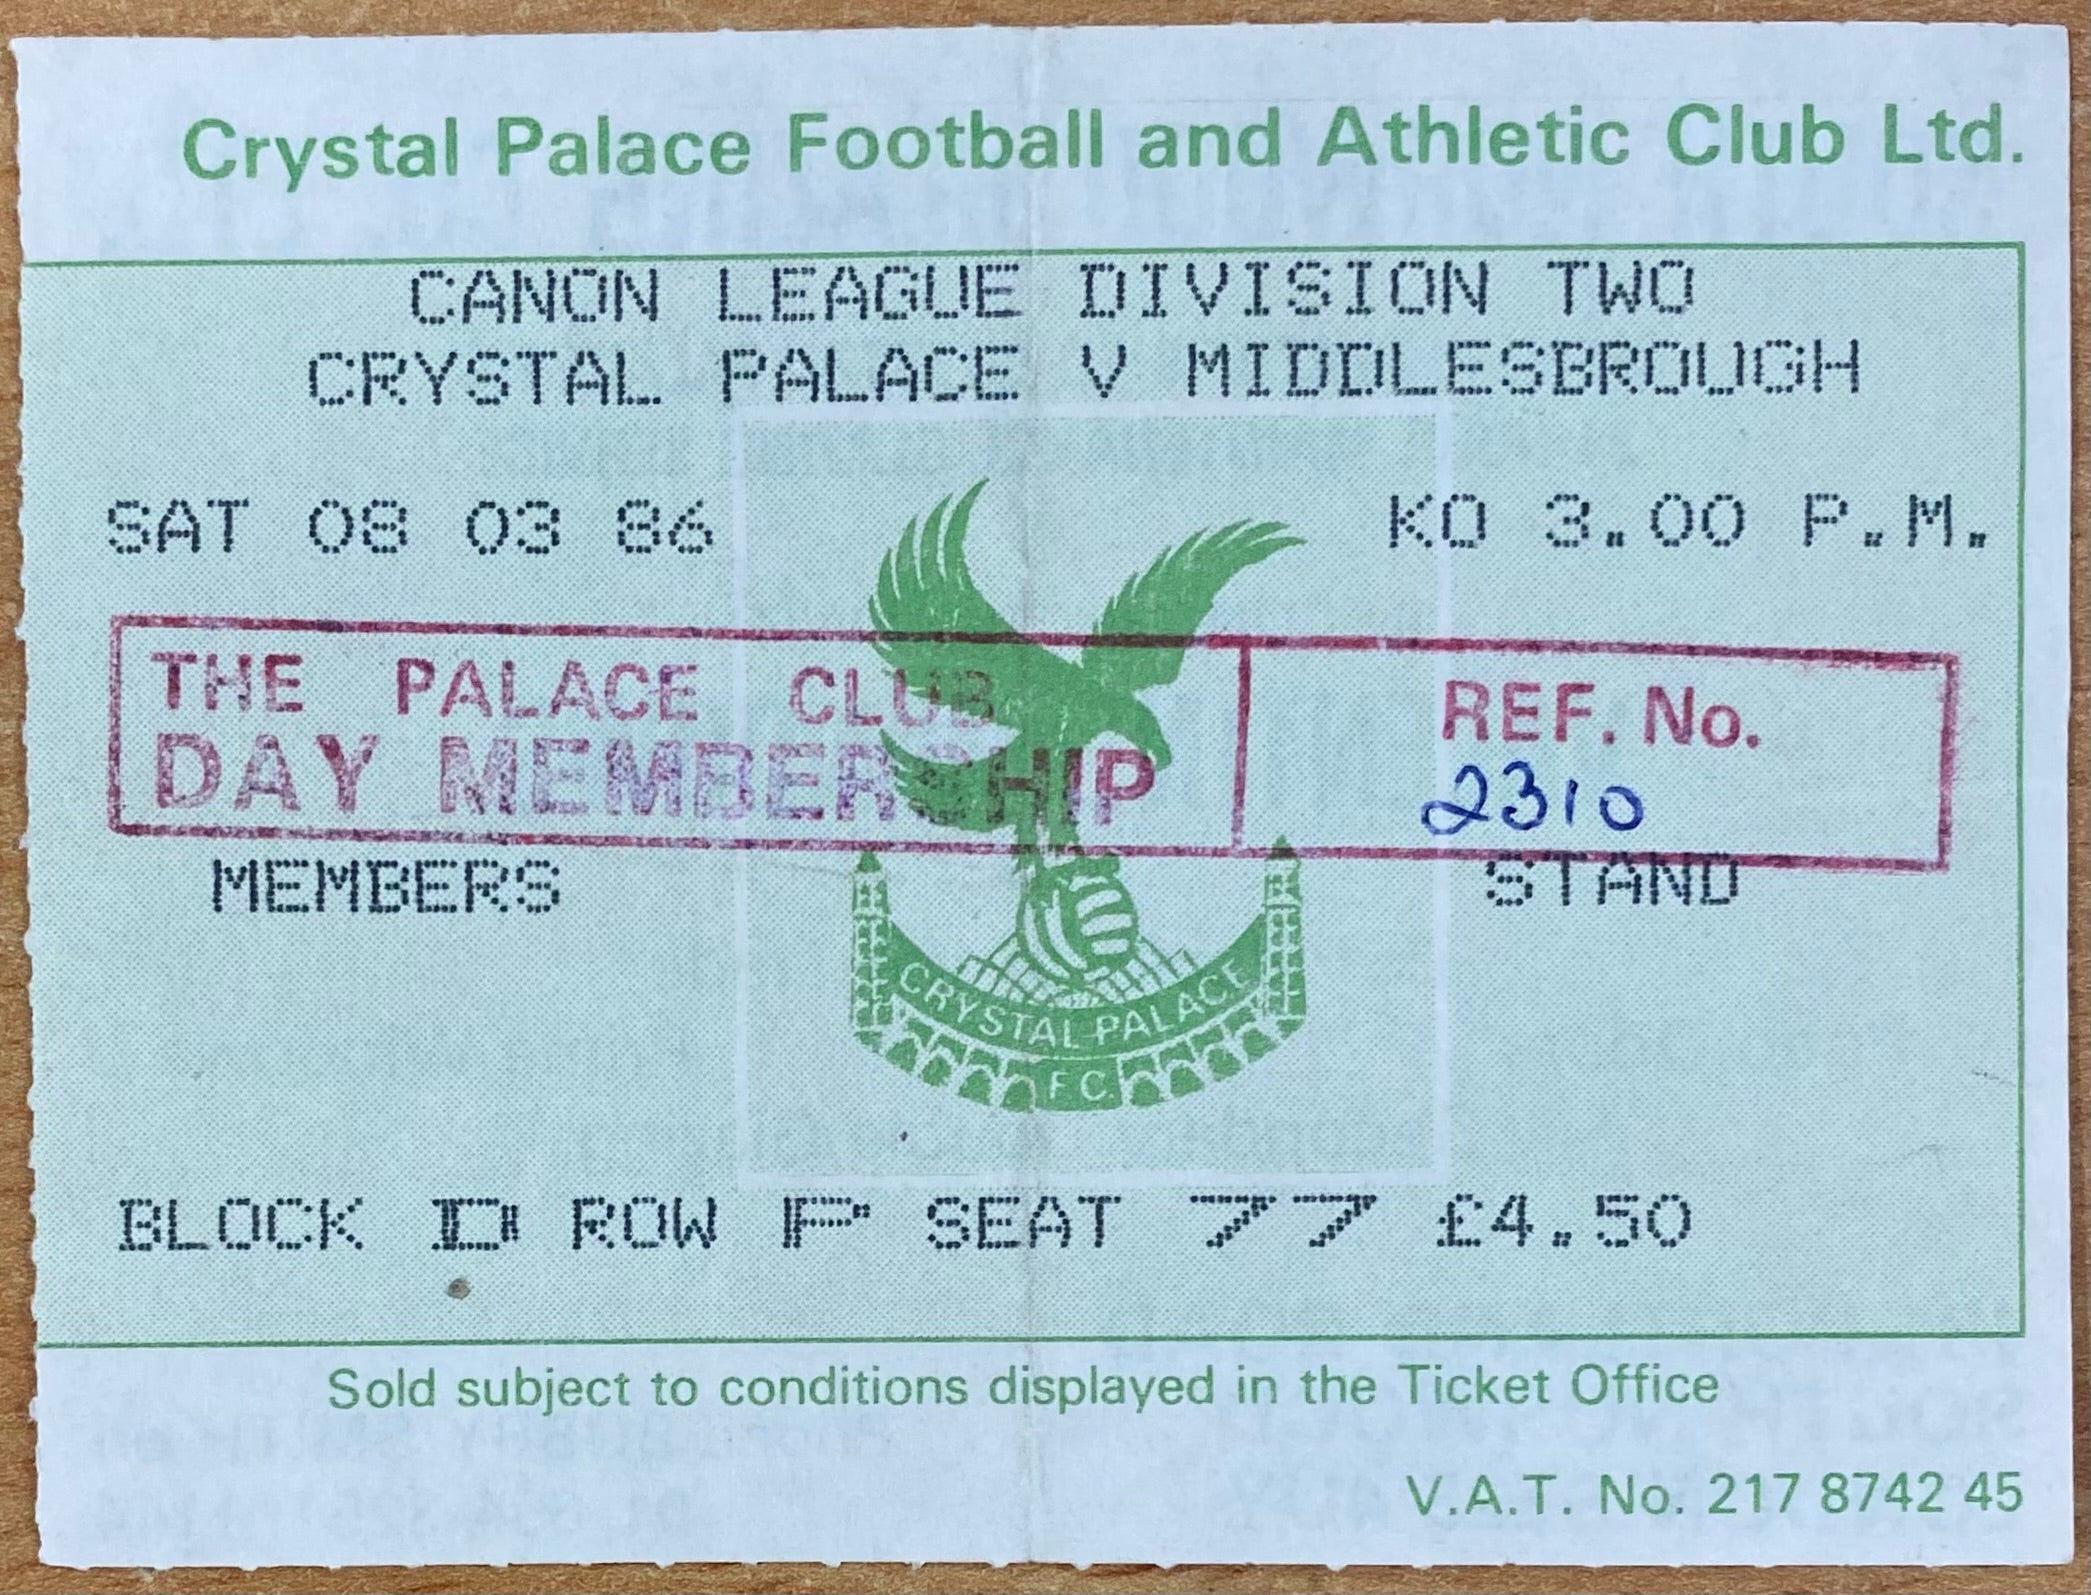 Crystal Palace Football and Athletic Club Ltd.
CANON LEAGUE DIVISION TWO
CRYSTAL PALACE V MIDDLESBROUGH
SAT 08 03 86 KO 3.00 P.M.
THE PALACE CLUB REF. No.
DAY MEMBERSHIP 2310
MEMBERS STAND
CRYSTAL PALACE
F.C.
BLOCK D ROW P SEAT 77 £4.50
Sold subject to conditions displayed in the Ticket Office
V.A.T. No. 217 8742 45